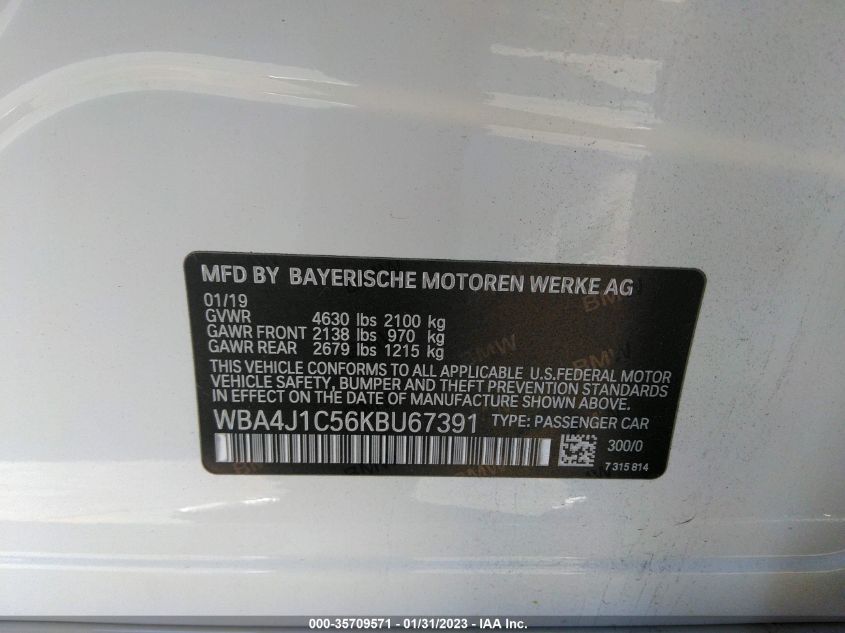 MFD BY BAYERISCHE MOTOREN WERKE AG
01/19
GVWR 4630 lbs 2100 kg
GAWR FRONT 2138 lbs 970 kg
GAWR REAR 2679 lbs 1215 kg
THIS VEHICLE CONFORMS TO ALL APPLICABLE U.S.FEDERAL MOTOR
VEHICLE SAFETY, BUMPER AND THEFT PREVENTION STANDARDS
IN EFFECT ON THE DATE OF MANUFACTURE SHOWN ABOVE.
WBA4J1C56KBU67391 TYPE: PASSENGER CAR
300/0
7 315 814
000-35709571 - 01/31/2023 - IAA Inc.